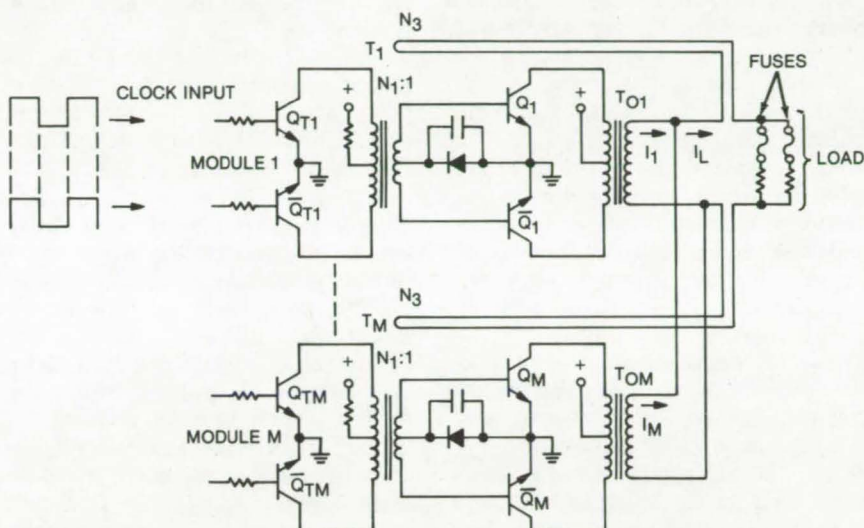 N3
T1
FUSES
CLOCK INPUT
+
N1:1
+
Q1
TO1
QT1
MODULE 1
I1
IL
LOAD
Q̅T1
Q̅1
N3
TM
+
N1:1
+
QM
TOM
QTM
MODULE M
IM
Q̅TM
Q̅M